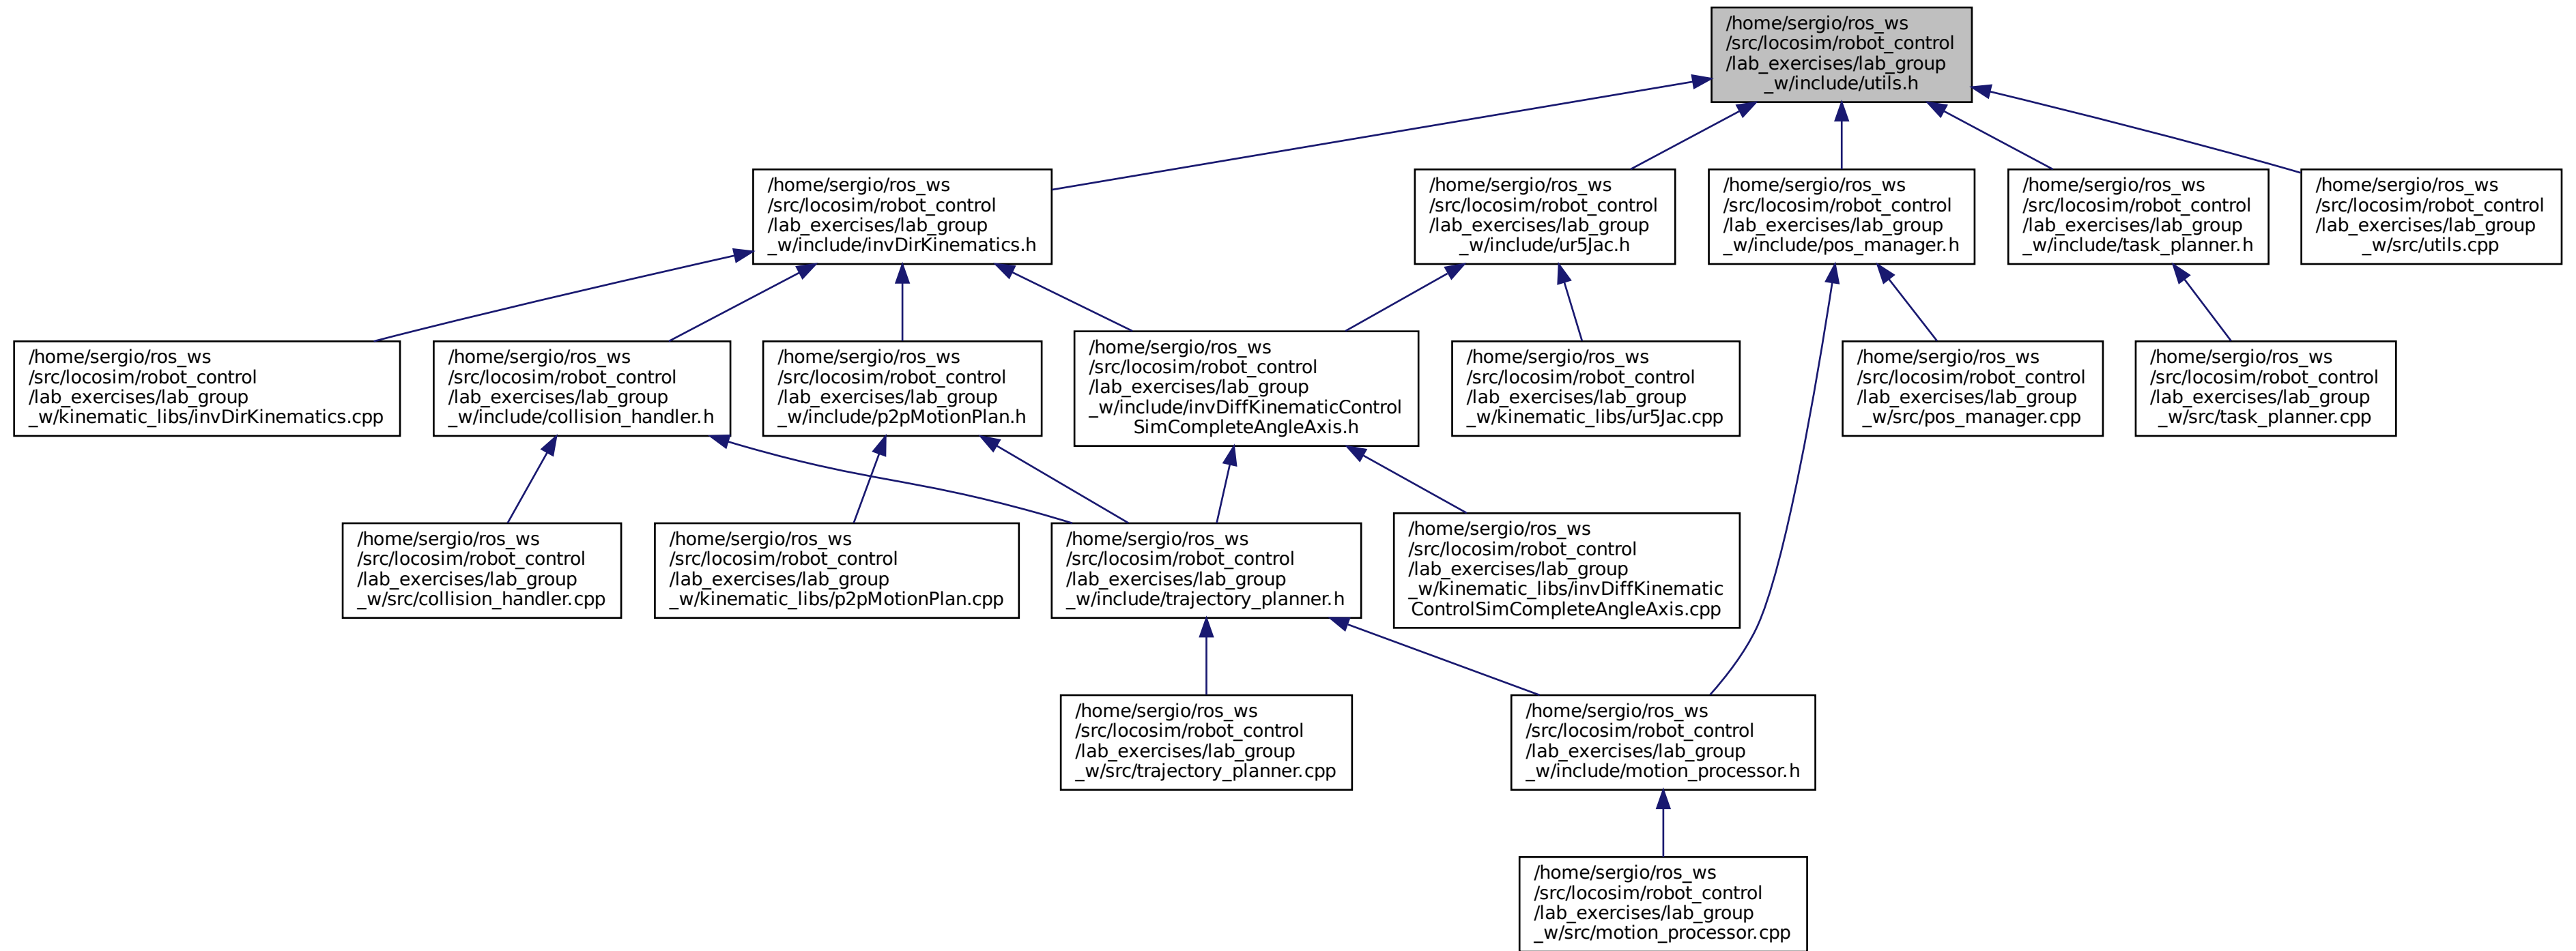 /home/sergio/ros_ws
/src/locosim/robot_control
/lab_exercises/lab_group
_w/include/utils.h
/home/sergio/ros_ws
/src/locosim/robot_control
/lab_exercises/lab_group
_w/include/invDirKinematics.h
/home/sergio/ros_ws
/src/locosim/robot_control
/lab_exercises/lab_group
_w/include/ur5Jac.h
/home/sergio/ros_ws
/src/locosim/robot_control
/lab_exercises/lab_group
_w/include/pos_manager.h
/home/sergio/ros_ws
/src/locosim/robot_control
/lab_exercises/lab_group
_w/include/task_planner.h
/home/sergio/ros_ws
/src/locosim/robot_control
/lab_exercises/lab_group
_w/src/utils.cpp
/home/sergio/ros_ws
/src/locosim/robot_control
/lab_exercises/lab_group
_w/kinematic_libs/invDirKinematics.cpp
/home/sergio/ros_ws
/src/locosim/robot_control
/lab_exercises/lab_group
_w/include/collision_handler.h
/home/sergio/ros_ws
/src/locosim/robot_control
/lab_exercises/lab_group
_w/include/p2pMotionPlan.h
/home/sergio/ros_ws
/src/locosim/robot_control
/lab_exercises/lab_group
_w/include/invDiffKinematicControl
SimCompleteAngleAxis.h
/home/sergio/ros_ws
/src/locosim/robot_control
/lab_exercises/lab_group
_w/kinematic_libs/ur5Jac.cpp
/home/sergio/ros_ws
/src/locosim/robot_control
/lab_exercises/lab_group
_w/src/pos_manager.cpp
/home/sergio/ros_ws
/src/locosim/robot_control
/lab_exercises/lab_group
_w/src/task_planner.cpp
/home/sergio/ros_ws
/src/locosim/robot_control
/lab_exercises/lab_group
_w/src/collision_handler.cpp
/home/sergio/ros_ws
/src/locosim/robot_control
/lab_exercises/lab_group
_w/kinematic_libs/p2pMotionPlan.cpp
/home/sergio/ros_ws
/src/locosim/robot_control
/lab_exercises/lab_group
_w/include/trajectory_planner.h
/home/sergio/ros_ws
/src/locosim/robot_control
/lab_exercises/lab_group
_w/kinematic_libs/invDiffKinematic
ControlSimCompleteAngleAxis.cpp
/home/sergio/ros_ws
/src/locosim/robot_control
/lab_exercises/lab_group
_w/src/trajectory_planner.cpp
/home/sergio/ros_ws
/src/locosim/robot_control
/lab_exercises/lab_group
_w/include/motion_processor.h
/home/sergio/ros_ws
/src/locosim/robot_control
/lab_exercises/lab_group
_w/src/motion_processor.cpp